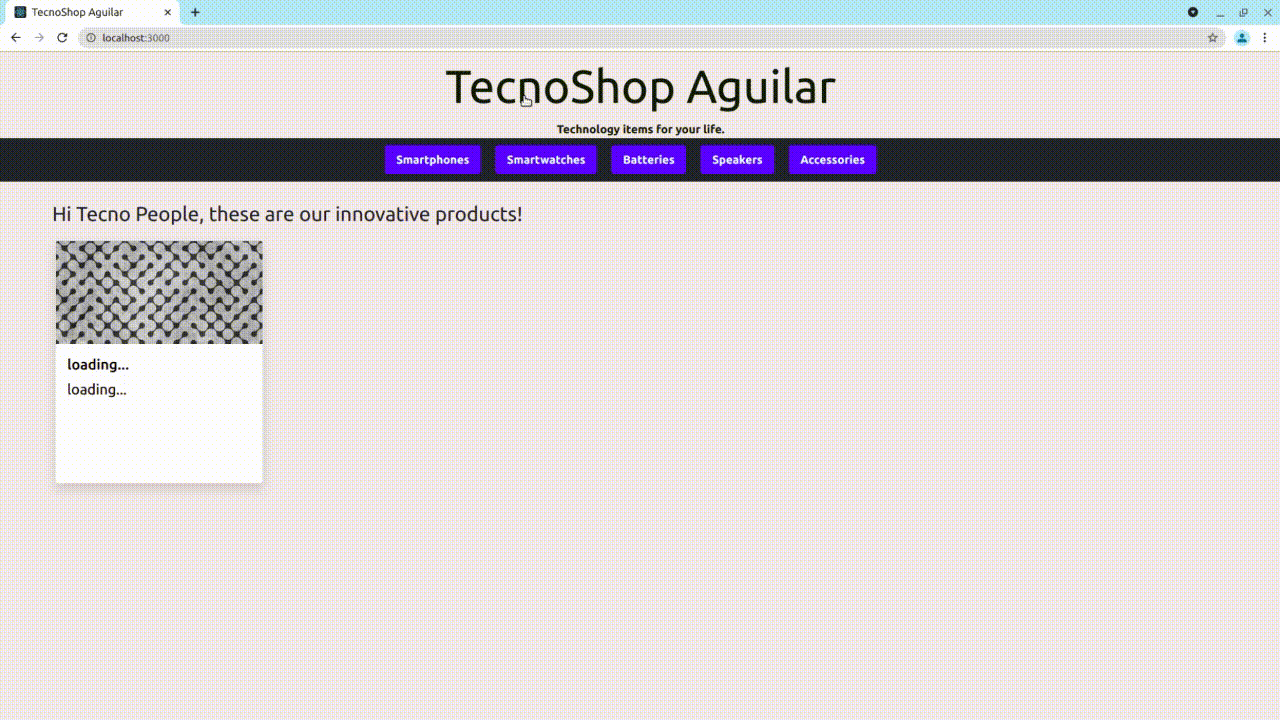 TecnoShop Aguilar
localhost:3000
TecnoShop Aguilar
Technology items for your life.
Smartphones Smartwatches Batteries Speakers Accessories
Hi Tecno People, these are our innovative products!
loading...
loading...